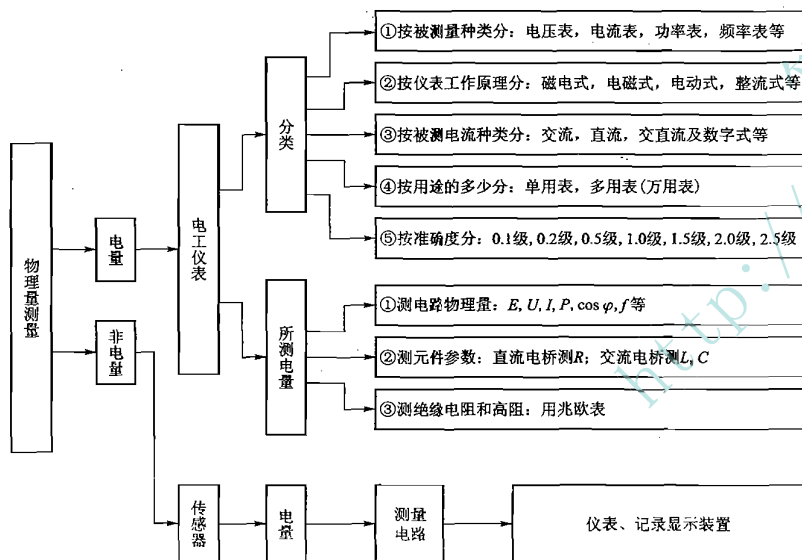 ①按被测量种类分：电压表，电流表，功率表，频率表等
②按仪表工作原理分：磁电式，电磁式，电动式，整流式等
③按被测电流种类分：交流，直流，交直流及数字式等
④按用途的多少分：单用表，多用表(万用表)
⑤按准确度分：0.1级, 0.2级, 0.5级, 1.0级, 1.5级, 2.0级, 2.5级
分类
电工仪表
电量
物理量测量
非电量
所测电量
①测电路物理量：E, U, I, P, cos φ, f等
②测元件参数：直流电桥测R；交流电桥测L, C
③测绝缘电阻和高阻：用兆欧表
传感器
电量
测量
电路
仪表、记录显示装置
http://